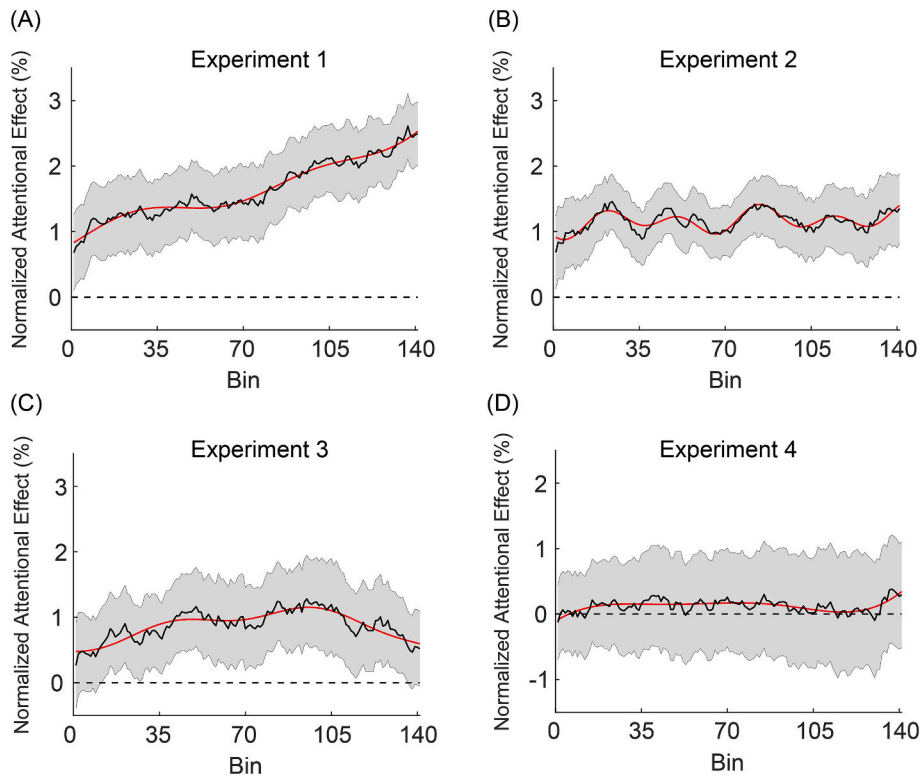 (A)
Experiment 1
Normalized Attentional Effect (%)
3
2
1
0
0 35 70 105 140
Bin
(B)
Experiment 2
Normalized Attentional Effect (%)
3
2
1
0
0 35 70 105 140
Bin
(C)
Experiment 3
Normalized Attentional Effect (%)
3
2
1
0
0 35 70 105 140
Bin
(D)
Experiment 4
Normalized Attentional Effect (%)
2
1
0
-1
0 35 70 105 140
Bin